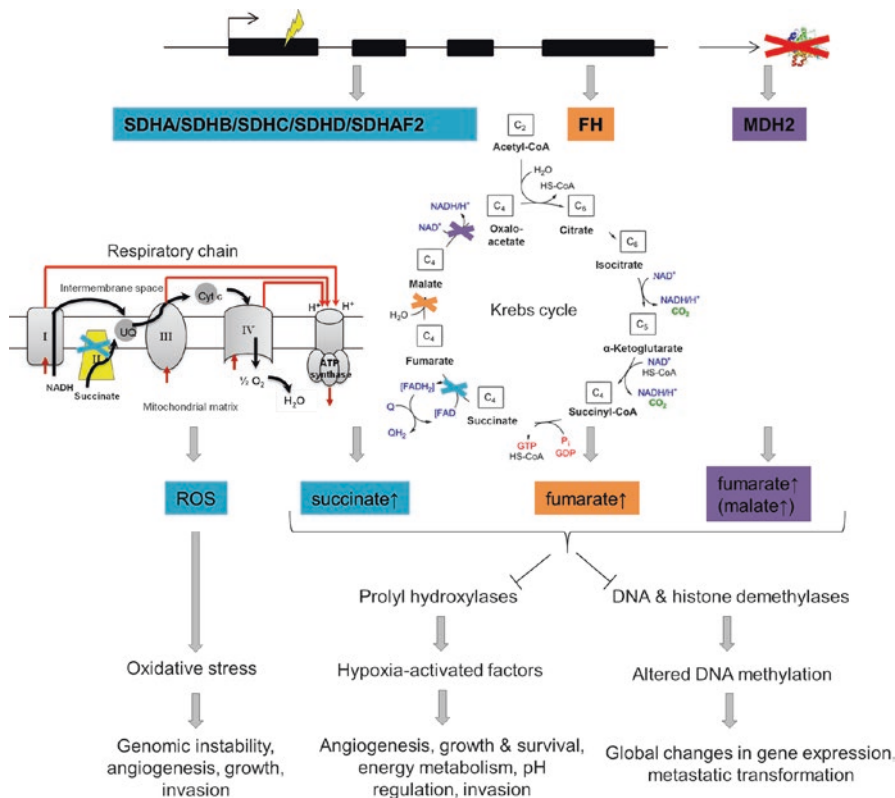 SDHA/SDHB/SDHC/SDHD/SDHAF2
FH
MDH2
C2
Acetyl-CoA
H2O
HS-CoA
NADH/H+
NAD+
C4
Oxalo-
acetate
C6
Citrate
C6
Isocitrate
NAD+
NADH/H+
CO2
C5
α-Ketoglutarate
NAD+
HS-CoA
NADH/H+
CO2
C4
Succinyl-CoA
Pi
GDP
GTP
HS-CoA
C4
Succinate
[FADH2]
[FAD
Q
QH2
C4
Fumarate
H2O
C4
Malate
Krebs cycle
Respiratory chain
Intermembrane space
Cyt c
H+
H+
I
UQ
III
IV
II
ATP
synthase
NADH
Succinate
½ O2
H2O
Mitochondrial matrix
ROS
succinate↑
fumarate↑
fumarate↑
(malate↑)
Prolyl hydroxylases
DNA & histone demethylases
Oxidative stress
Hypoxia-activated factors
Altered DNA methylation
Genomic instability,
angiogenesis, growth,
invasion
Angiogenesis, growth & survival,
energy metabolism, pH
regulation, invasion
Global changes in gene expression,
metastatic transformation